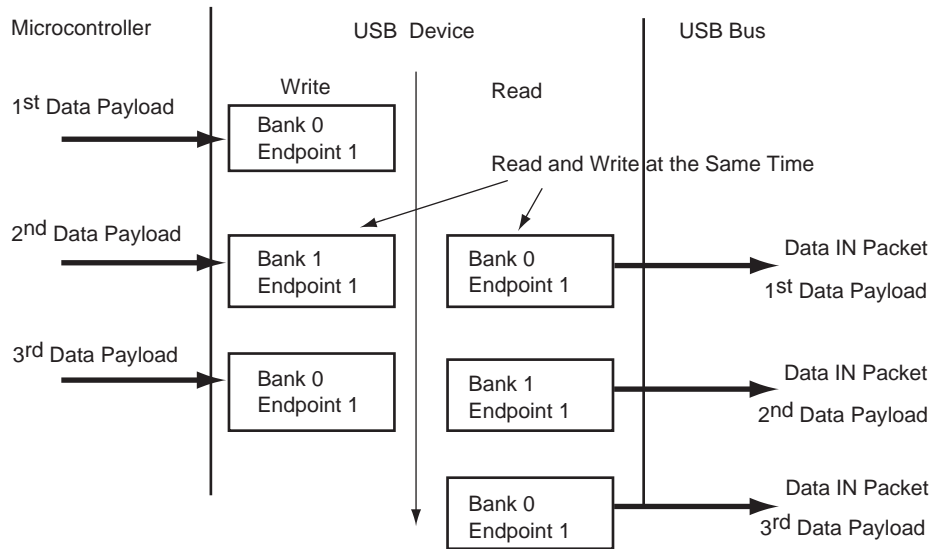 Microcontroller
USB Device
USB Bus
Write
Read
1st Data Payload
Bank 0
Endpoint 1
Read and Write at the Same Time
2nd Data Payload
Bank 1
Endpoint 1
Bank 0
Endpoint 1
Data IN Packet
1st Data Payload
3rd Data Payload
Bank 0
Endpoint 1
Bank 1
Endpoint 1
Data IN Packet
2nd Data Payload
Bank 0
Endpoint 1
Data IN Packet
3rd Data Payload